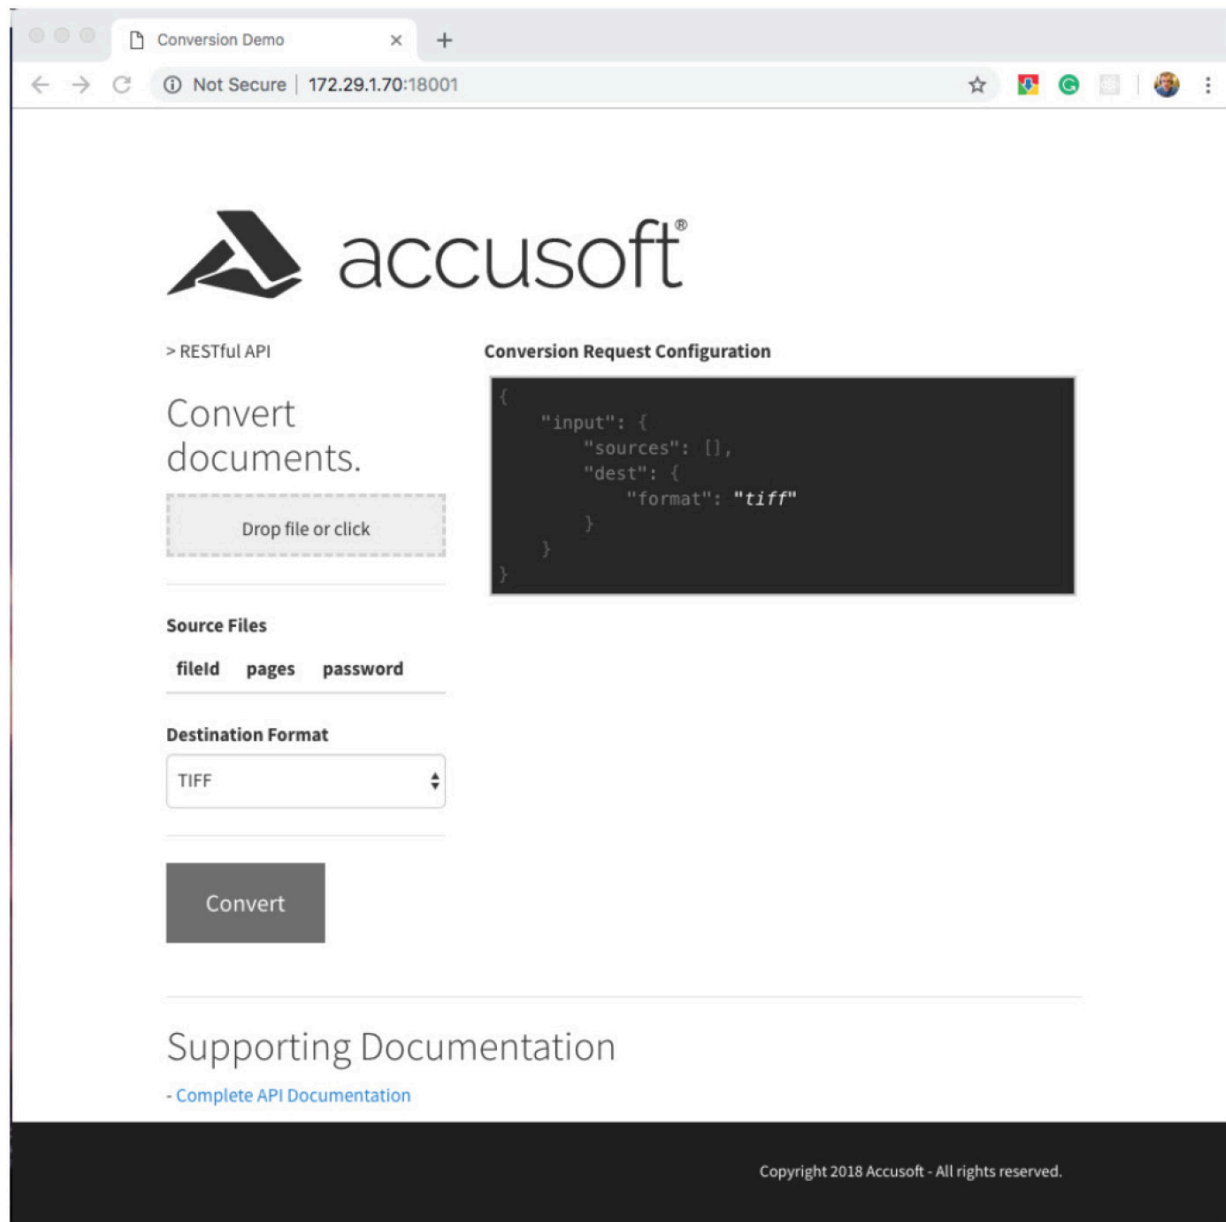 Conversion Demo
Not Secure | 172.29.1.70:18001
accusoft®
> RESTful API
Convert
documents.
Drop file or click
Source Files
fileId pages password
Destination Format
TIFF
Convert
Conversion Request Configuration
{
    "input": {
        "sources": [],
        "dest": {
            "format": "tiff"
        }
    }
}
Supporting Documentation
- Complete API Documentation
Copyright 2018 Accusoft - All rights reserved.